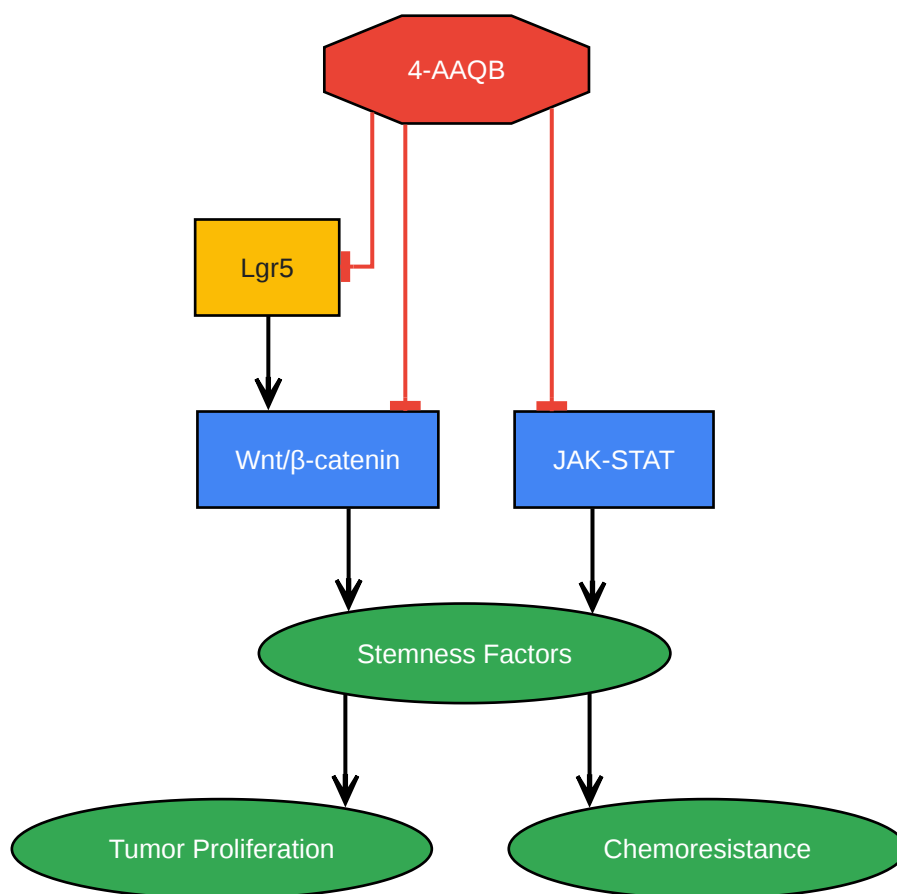 4-AAQB
Lgr5
Wnt/β-catenin
JAK-STAT
Stemness Factors
Tumor Proliferation
Chemoresistance